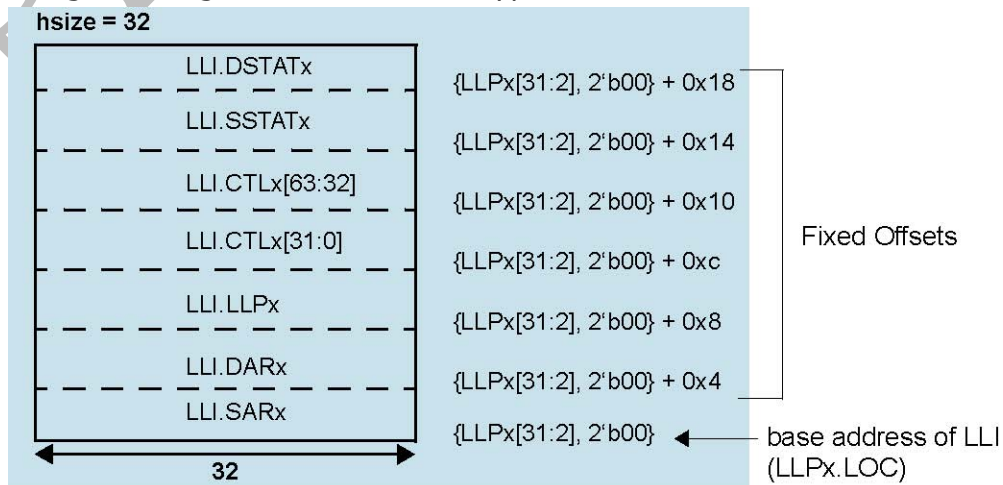 hsize = 32
LLI.DSTATx
{LLPx[31:2], 2'b00} + 0x18
LLI.SSTATx
{LLPx[31:2], 2'b00} + 0x14
LLI.CTLx[63:32]
{LLPx[31:2], 2'b00} + 0x10
LLI.CTLx[31:0]
Fixed Offsets
{LLPx[31:2], 2'b00} + 0xc
LLI.LLPx
{LLPx[31:2], 2'b00} + 0x8
LLI.DARx
{LLPx[31:2], 2'b00} + 0x4
LLI.SARx
{LLPx[31:2], 2'b00}
base address of LLI
(LLPx.LOC)
32